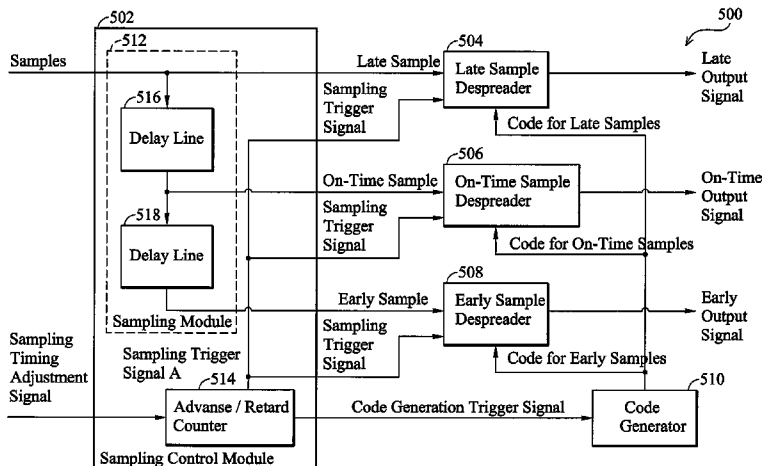 502
500
512
504
Samples
Late Sample
Late Sample
Despreader
Late
Output
Signal
516
Sampling
Trigger
Signal
Delay Line
Code for Late Samples
506
On-Time Sample
On-Time Sample
Despreader
On-Time
Output
Signal
518
Sampling
Trigger
Signal
Delay Line
Code for On-Time Samples
508
Early Sample
Early Sample
Despreader
Early
Output
Signal
Sampling Module
Sampling
Trigger
Signal
Sampling
Timing
Adjustment
Signal
Sampling Trigger
Signal A
Code for Early Samples
514
510
Advanse / Retard
Counter
Code Generation Trigger Signal
Code
Generator
Sampling Control Module